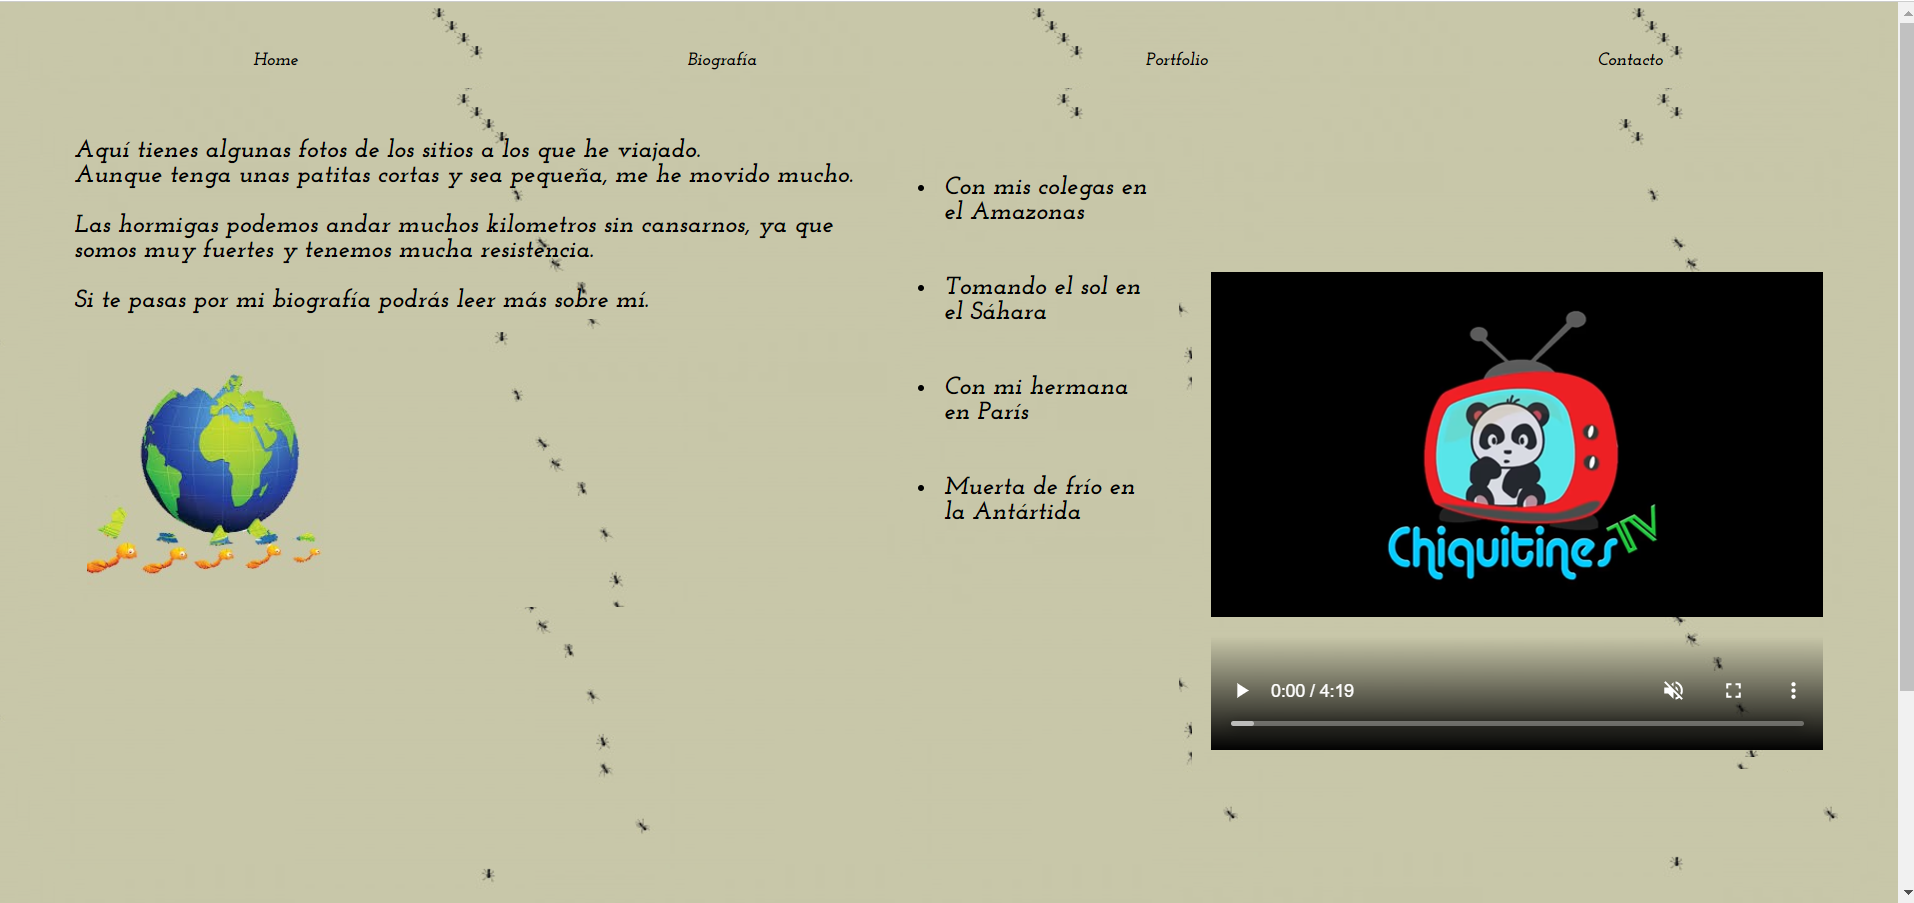 Home
Biografía
Portfolio
Contacto
Aquí tienes algunas fotos de los sitios a los que he viajado.
Aunque tenga unas patitas cortas y sea pequeña, me he movido mucho.
Las hormigas podemos andar muchos kilometros sin cansarnos, ya que
somos muy fuertes y tenemos mucha resistencia.
Si te pasas por mi biografía podrás leer más sobre mí.
Con mis colegas en
el Amazonas
Tomando el sol en
el Sáhara
Con mi hermana
en París
Muerta de frío en
la Antártida
Chiquitines TV
0:00 / 4:19